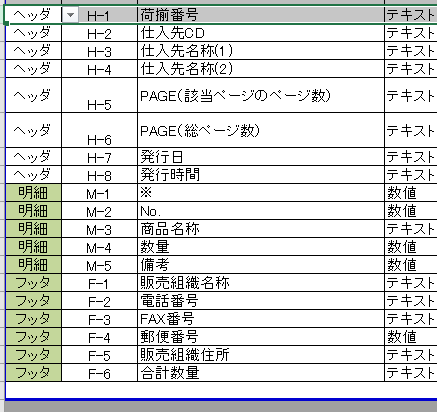 ヘッダ H-1 荷揃番号 テキスト
ヘッダ H-2 仕入先CD テキスト
ヘッダ H-3 仕入先名称(1) テキスト
ヘッダ H-4 仕入先名称(2) テキスト
ヘッダ H-5 PAGE(該当ページのページ数) テキスト
ヘッダ H-6 PAGE(総ページ数) テキスト
ヘッダ H-7 発行日 テキスト
ヘッダ H-8 発行時間 テキスト
明細 M-1 ※ 数値
明細 M-2 No. 数値
明細 M-3 商品名称 テキスト
明細 M-4 数量 数値
明細 M-5 備考 数値
フッタ F-1 販売組織名称 テキスト
フッタ F-2 電話番号 テキスト
フッタ F-3 FAX番号 テキスト
フッタ F-4 郵便番号 数値
フッタ F-5 販売組織住所 テキスト
フッタ F-6 合計数量 テキスト